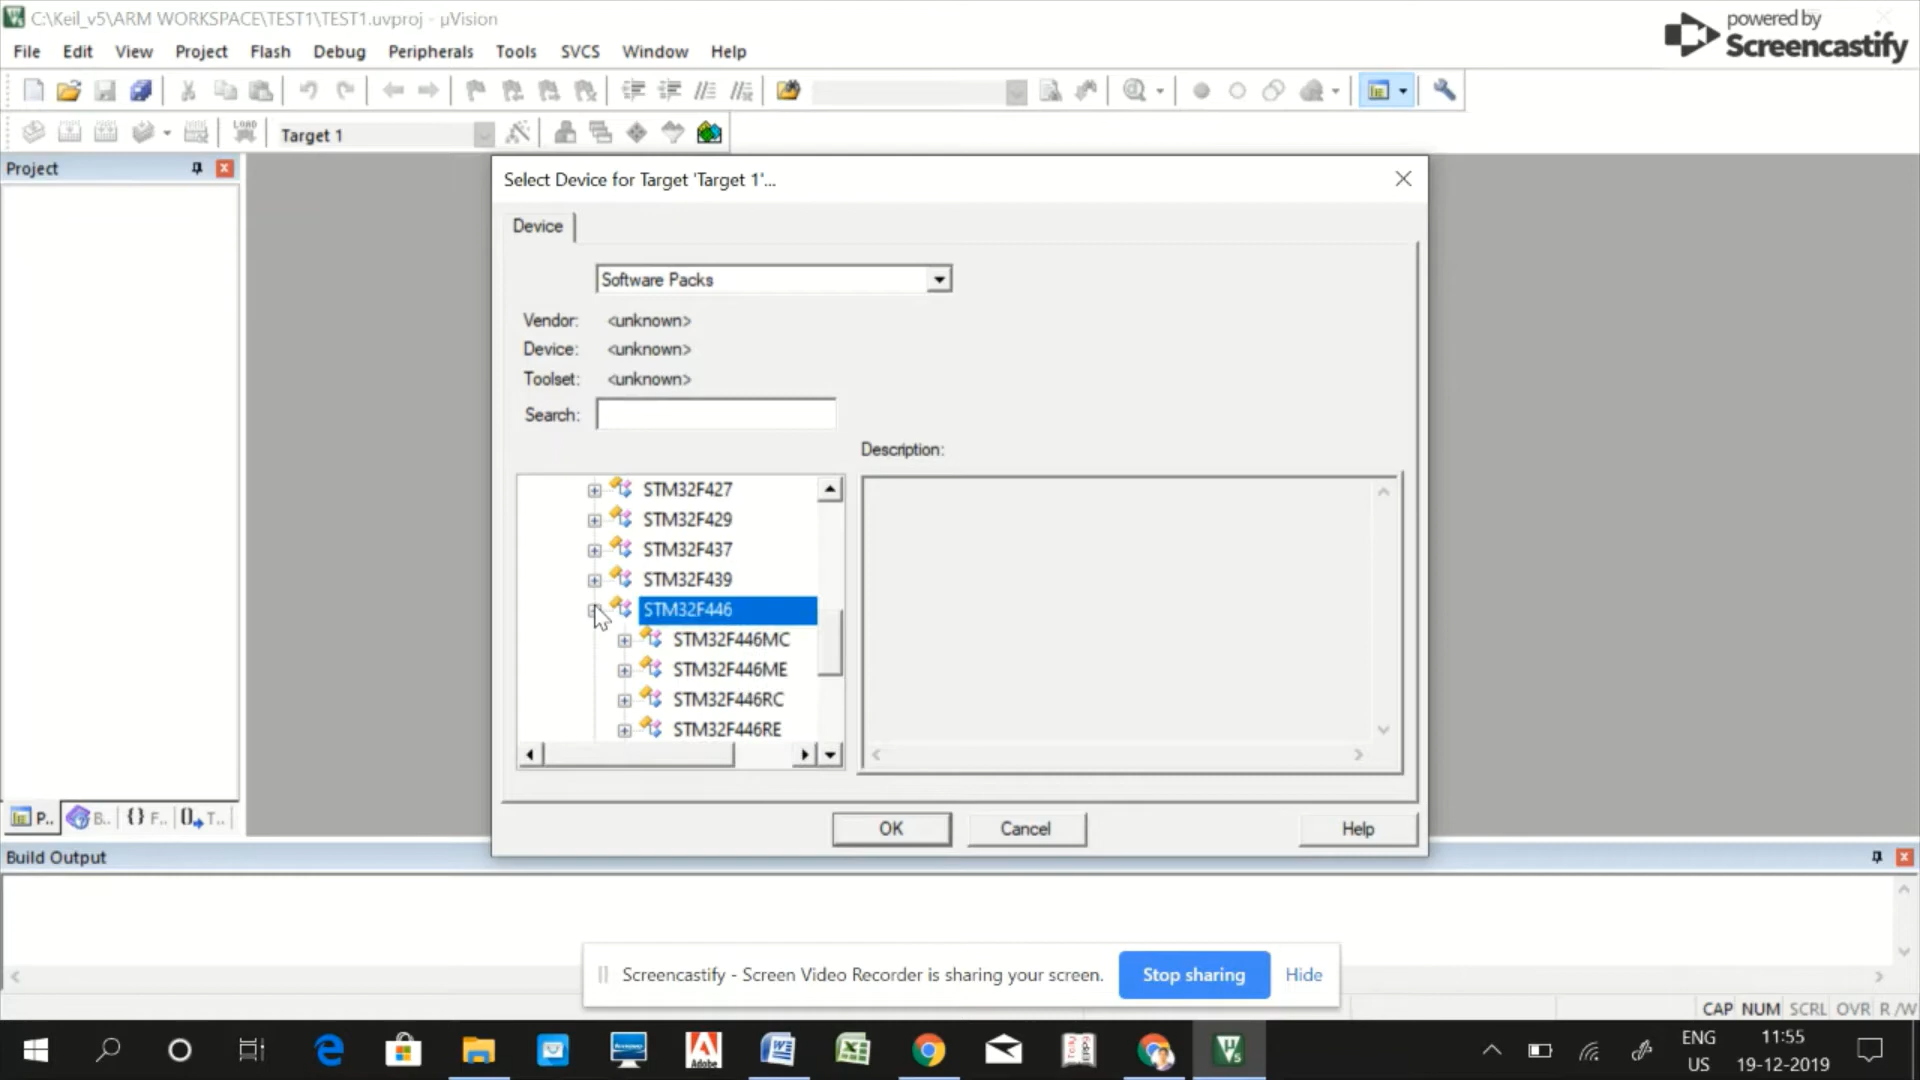 C:\Keil_v5\ARM WORKSPACE\TEST1\TEST1.uvproj - µVision
powered by
Screencastify
File Edit View Project Flash Debug Peripherals Tools SVCS Window Help
LOAD
Target 1
Project
Select Device for Target 'Target 1'...
Device
Software Packs
Vendor: <unknown>
Device: <unknown>
Toolset: <unknown>
Search:
Description:
STM32F427
STM32F429
STM32F437
STM32F439
STM32F446
STM32F446MC
STM32F446ME
STM32F446RC
STM32F446RE
OK Cancel Help
P.. B.. {} F.. T..
Build Output
Screencastify - Screen Video Recorder is sharing your screen. Stop sharing Hide
CAP NUM SCRL OVR R/W
Adobe
ENG
US
11:55
19-12-2019